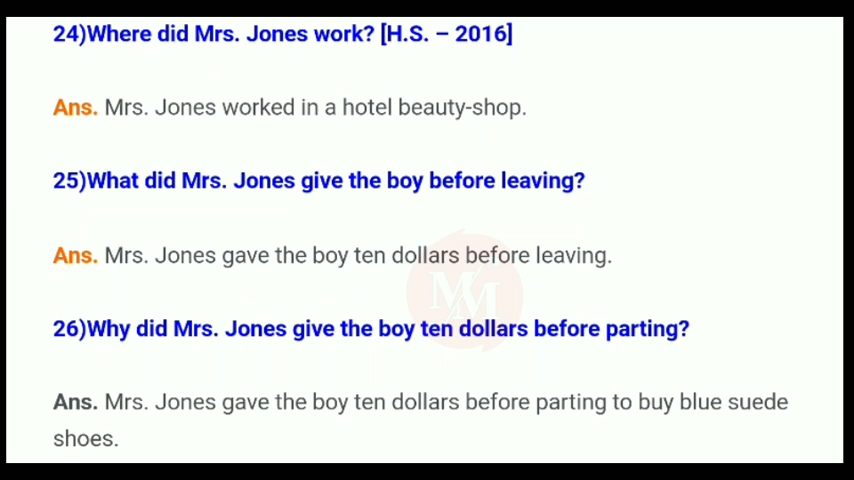 24)Where did Mrs. Jones work? [H.S. – 2016]
Ans. Mrs. Jones worked in a hotel beauty-shop.
25)What did Mrs. Jones give the boy before leaving?
Ans. Mrs. Jones gave the boy ten dollars before leaving.
MM
26)Why did Mrs. Jones give the boy ten dollars before parting?
Ans. Mrs. Jones gave the boy ten dollars before parting to buy blue suede
shoes.